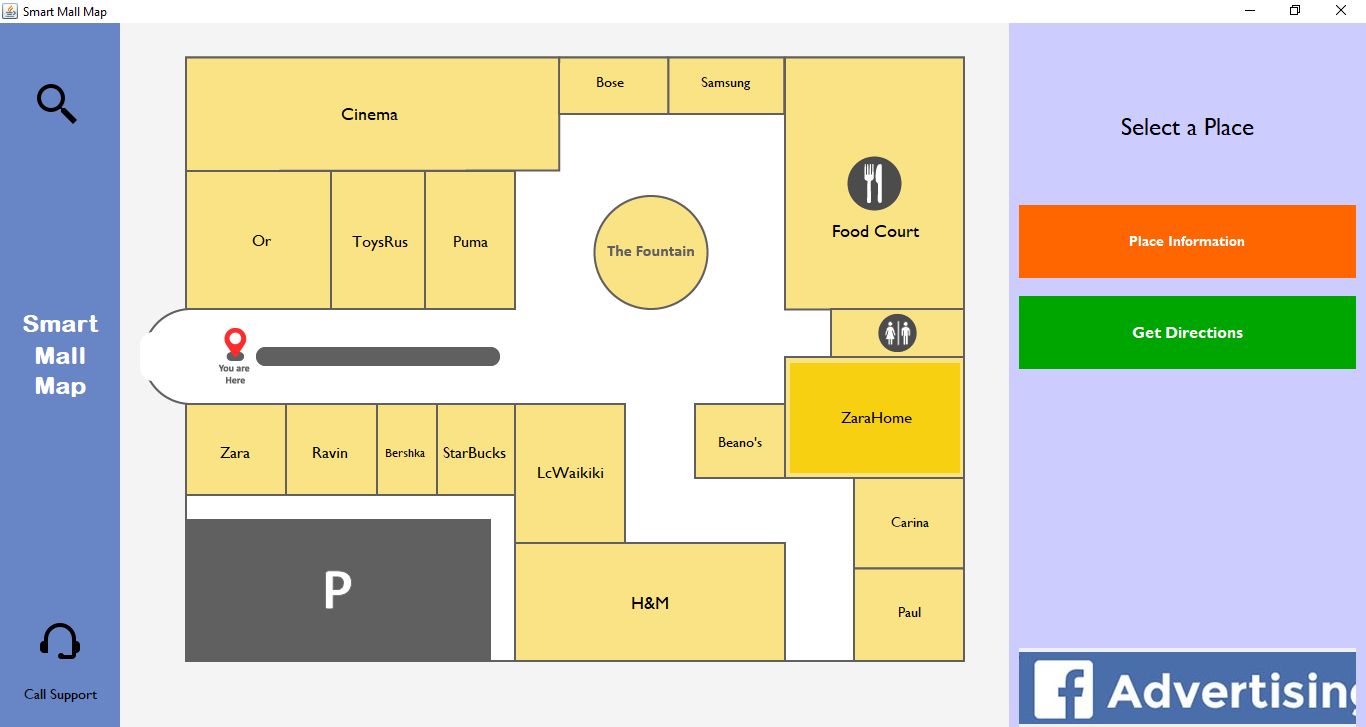 Smart Mall Map
Cinema
Bose
Samsung
Food Court
Or
ToysRus
Puma
The Fountain
You are
Here
ZaraHome
Zara
Ravin
Bershka
StarBucks
LcWaikiki
Beano's
Carina
Paul
H&M
P
Smart
Mall
Map
Call Support
Select a Place
Place Information
Get Directions
f Advertising